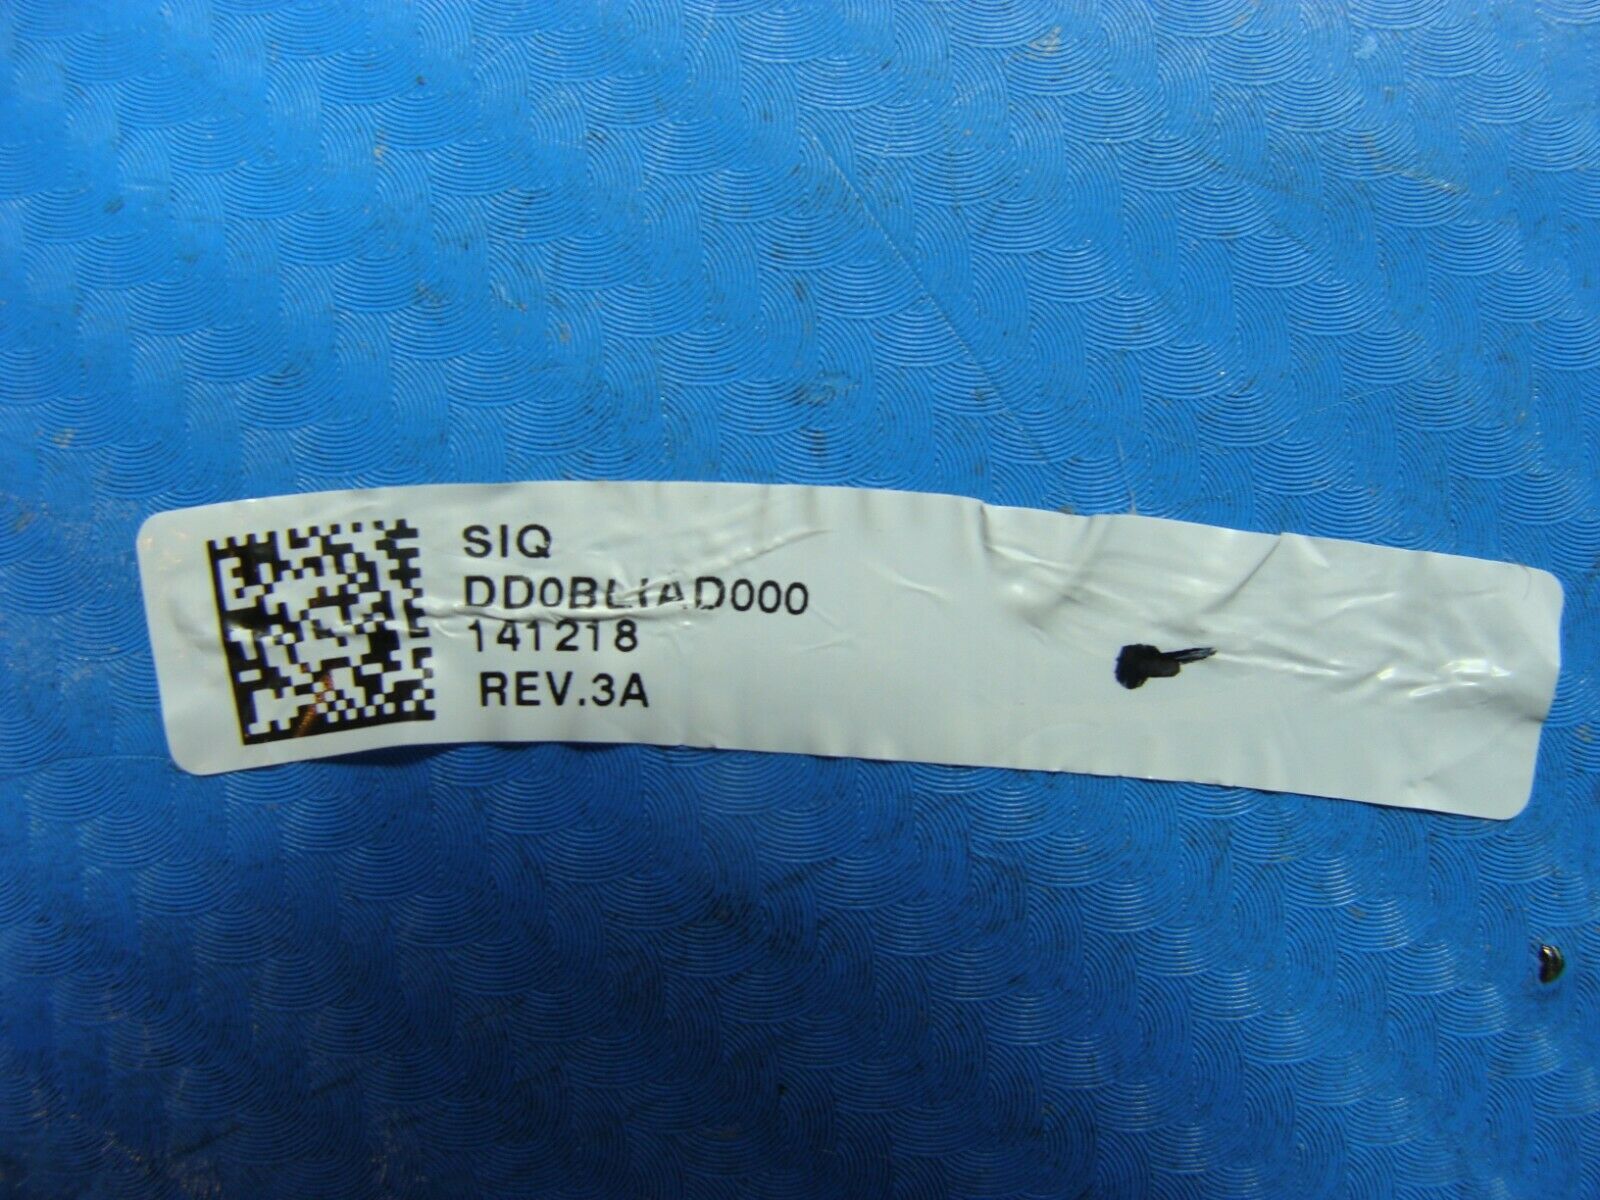 SIQ
DD0BLIAD000
141218
REV.3A